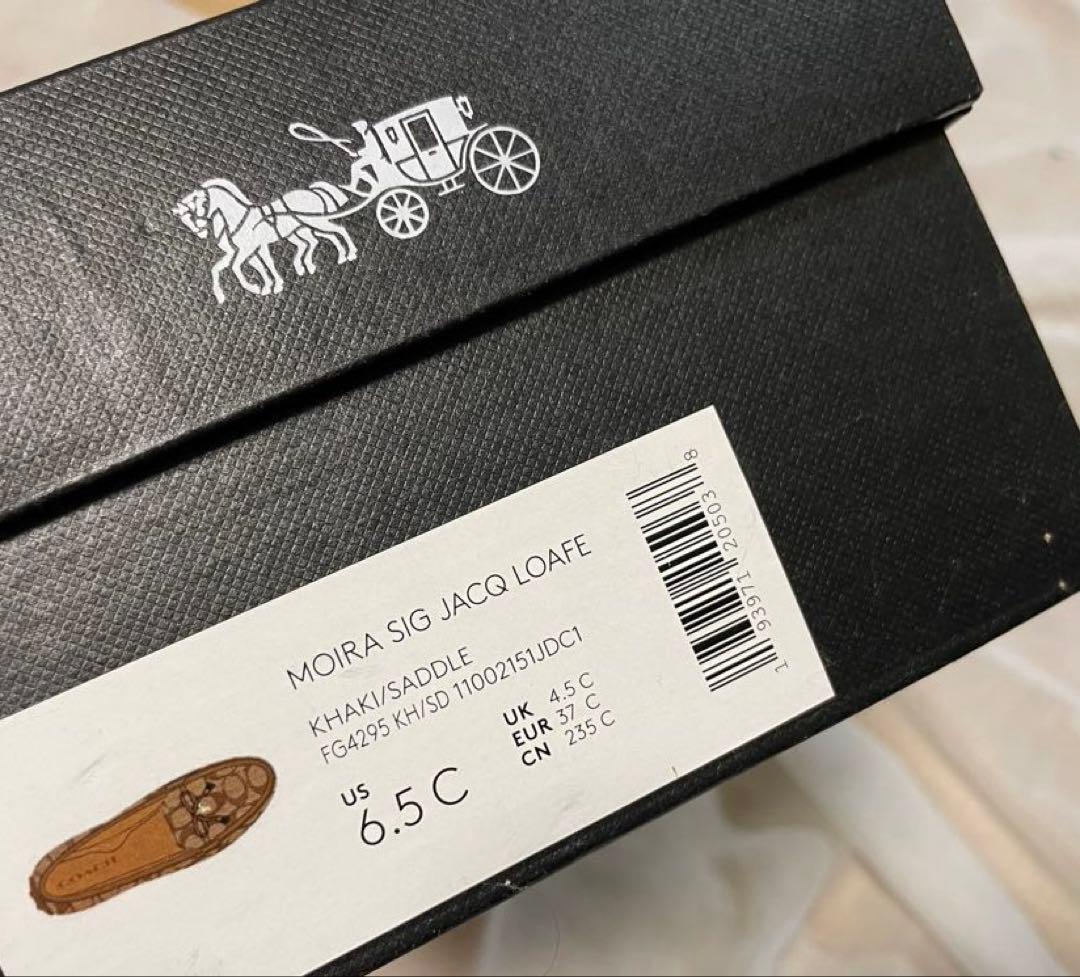 MOIRA SIG JACQ LOAFE
KHAKI/SADDLE
FG4295 KH/SD 11002151JDC1
US
6.5 C
UK 4.5 C
EUR 37 C
CN 235 C
1 93971 20503 8
COACH